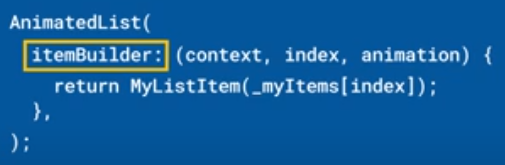 AnimatedList(
  itemBuilder: (context, index, animation) {
    return MyListItem(_myItems[index]);
  },
);